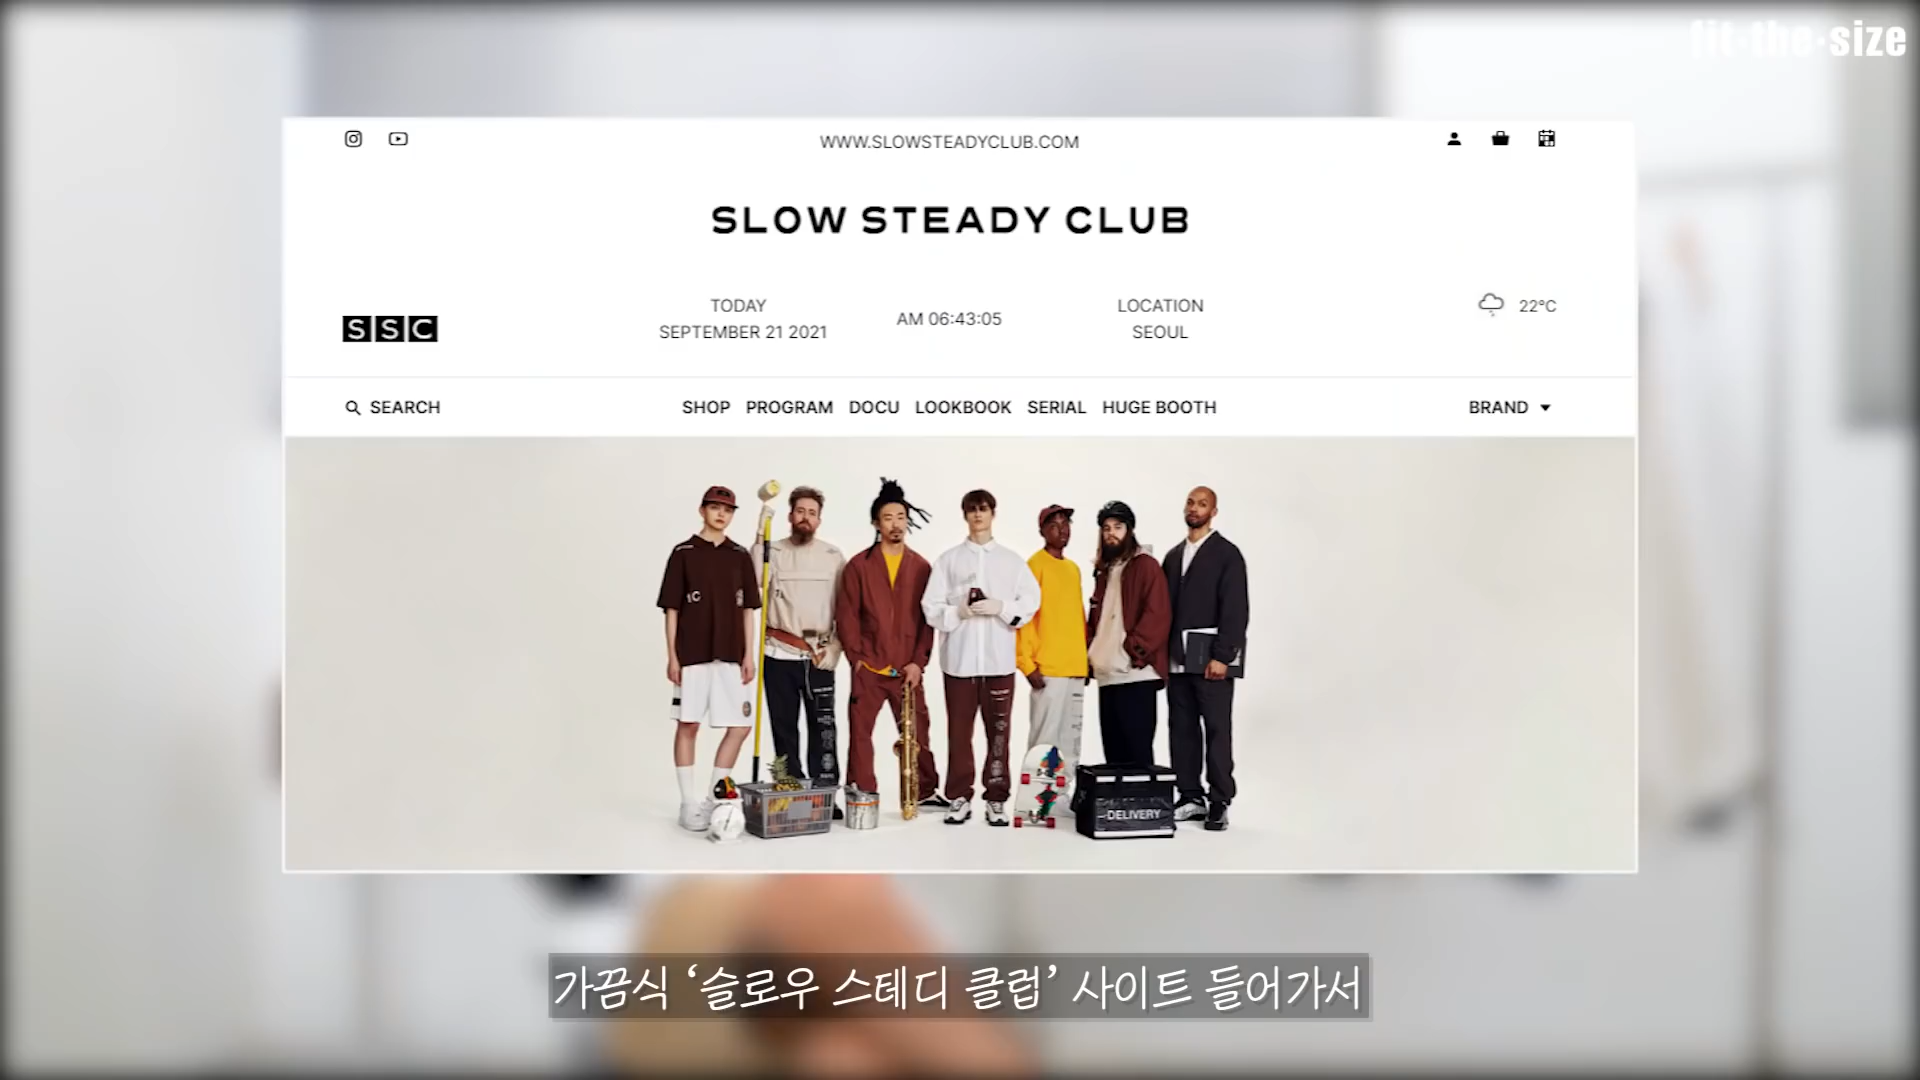 fit·the·size
WWW.SLOWSTEADYCLUB.COM
SLOW STEADY CLUB
SSC
TODAY
SEPTEMBER 21 2021
AM 06:43:05
LOCATION
SEOUL
22°C
SEARCH
SHOP PROGRAM DOCU LOOKBOOK SERIAL HUGE BOOTH
BRAND
1C
DELIVERY
가끔식 ‘슬로우 스테디 클럽’ 사이트 들어가서